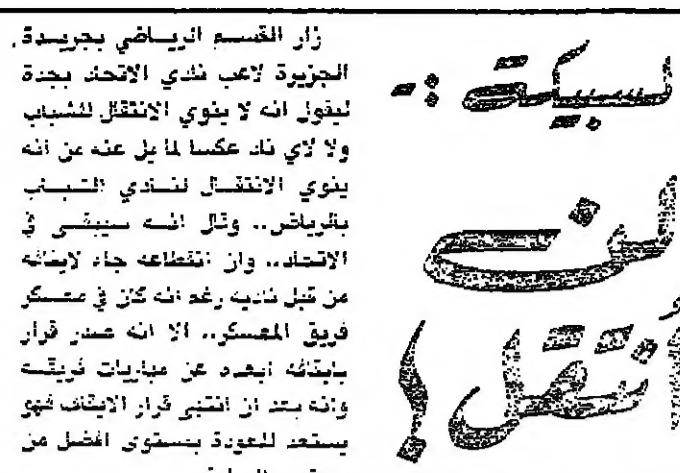 لسبيكة :-
لن
انتقل !
زار القسم الرياضي بجريدة
الجزيرة لاعب نادي الاتحاد بجدة
ليقول انه لا ينوي الانتقال للشباب
ولا لاي ناد عكسا لما قيل عنه من انه
ينوي الانتقال لنادي الشباب
بالرياض.. وقال انه سيبقى في
الاتحاد.. وان انقطاعه جاء لايقافه
من قبل ناديه رغم انه كان في معسكر
فريق المعسكر.. الا انه صدر قرار
بايقافه ابعده عن مباريات فريقه
وانه بعد ان انتهى قرار الايقاف فهو
يستعد للعودة بمستوى افضل من